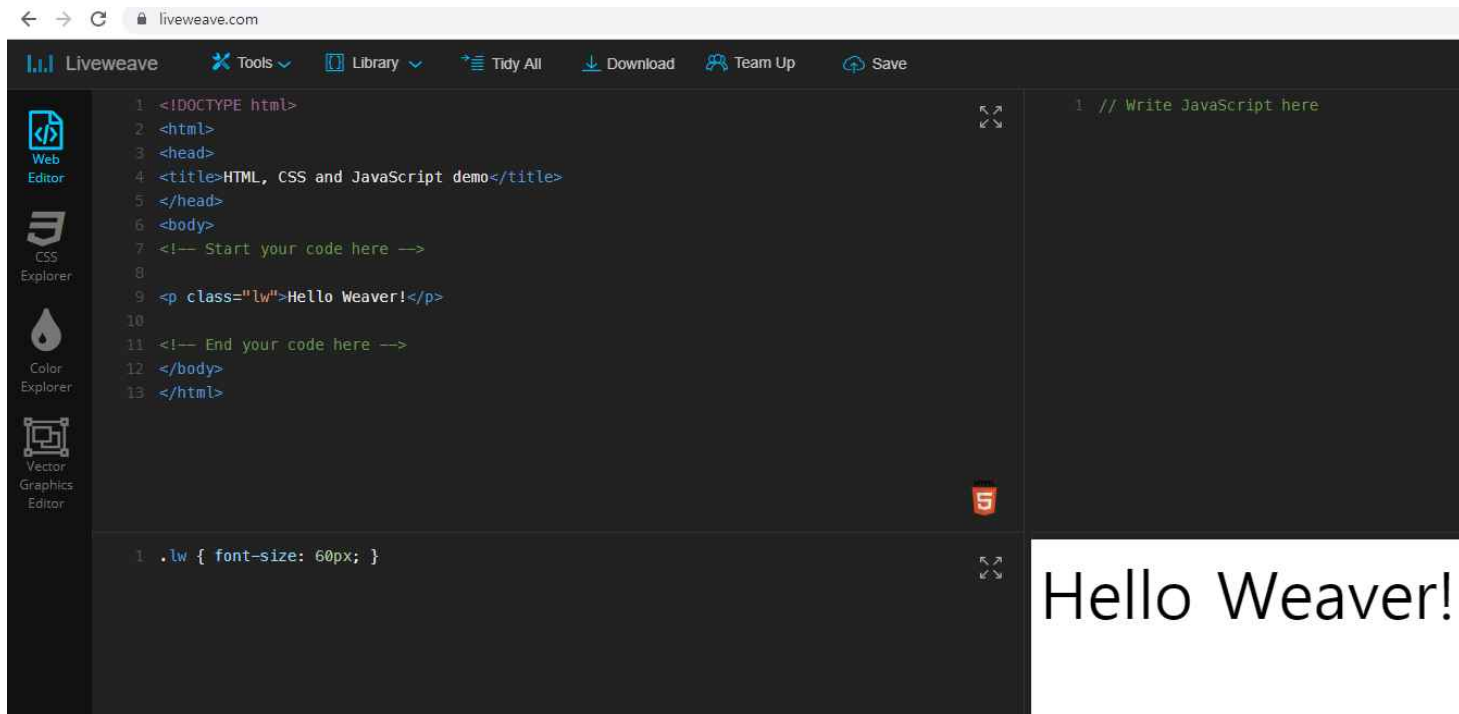 liveweave.com
Liveweave Tools Library Tidy All Download Team Up Save
Web
Editor
CSS
Explorer
Color
Explorer
Vector
Graphics
Editor
1 <!DOCTYPE html>
2 <html>
3 <head>
4 <title>HTML, CSS and JavaScript demo</title>
5 </head>
6 <body>
7 <!-- Start your code here -->
8
9 <p class="lw">Hello Weaver!</p>
10
11 <!-- End your code here -->
12 </body>
13 </html>
5
1 // Write JavaScript here
1 .lw { font-size: 60px; }
Hello Weaver!